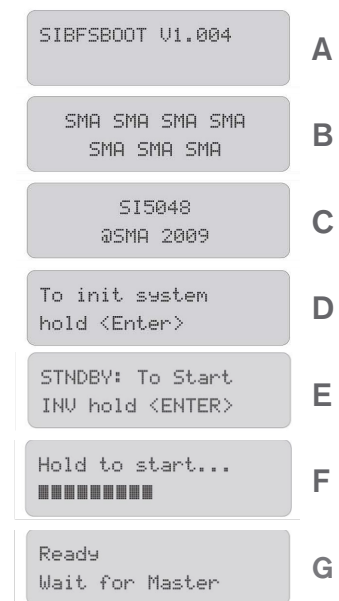 SIBFSBOOT V1.004
A
SMA SMA SMA SMA
SMA SMA SMA
B
SI5048
@SMA 2009
C
To init system
hold <Enter>
D
STNDBY: To Start
INV hold <ENTER>
E
Hold to start...
F
Ready
Wait for Master
G